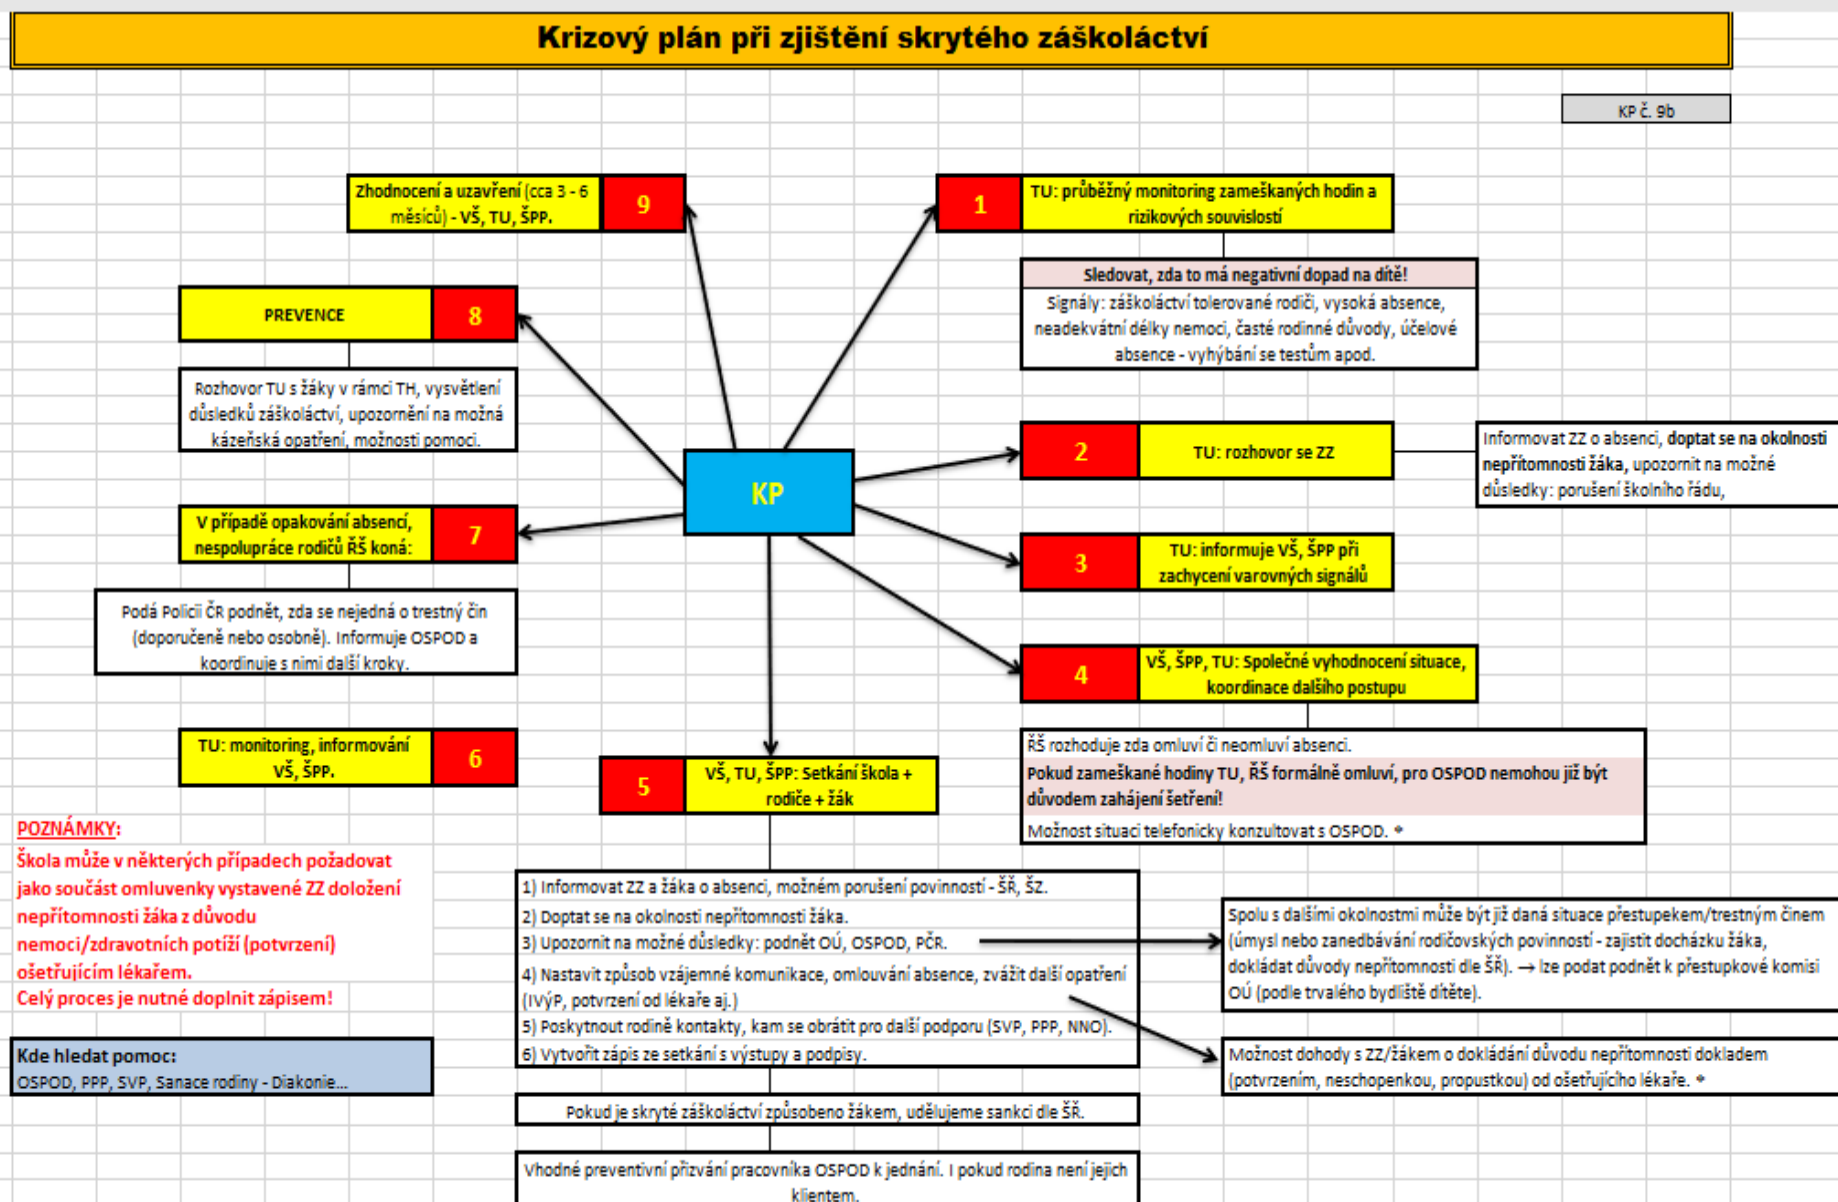 Krizový plán při zjištění skrytého záškoláctví
KP č. 9b
Zhodnocení a uzavření (cca 3 - 6
měsíců) - VŠ, TU, ŠPP.
9
1
TU: průběžný monitoring zameškaných hodin a
rizikových souvislostí
Sledovat, zda to má negativní dopad na dítě!
Signály: záškoláctví tolerované rodiči, vysoká absence,
neadekvátní délky nemoci, časté rodinné důvody, účelové
absence - vyhýbání se testům apod.
PREVENCE
8
Rozhovor TU s žáky v rámci TH, vysvětlení
důsledků záškoláctví, upozornění na možná
kázeňská opatření, možnosti pomoci.
KP
2
TU: rozhovor se ZZ
Informovat ZZ o absenci, doptat se na okolnosti
nepřítomnosti žáka, upozornit na možné
důsledky: porušení školního řádu,
V případě opakování absencí,
nespolupráce rodičů ŘŠ koná:
7
3
TU: informuje VŠ, ŠPP při
zachycení varovných signálů
Podá Policii ČR podnět, zda se nejedná o trestný čin
(doporučeně nebo osobně). Informuje OSPOD a
koordinuje s nimi další kroky.
4
VŠ, ŠPP, TU: Společné vyhodnocení situace,
koordinace dalšího postupu
ŘŠ rozhoduje zda omluví či neomluví absenci.
Pokud zameškané hodiny TU, ŘŠ formálně omluví, pro OSPOD nemohou již být
důvodem zahájení šetření!
Možnost situaci telefonicky konzultovat s OSPOD. *
TU: monitoring, informování
VŠ, ŠPP.
6
5
VŠ, TU, ŠPP: Setkání škola +
rodiče + žák
POZNÁMKY:
Škola může v některých případech požadovat
jako součást omluvenky vystavené ZZ doložení
nepřítomnosti žáka z důvodu
nemoci/zdravotních potíží (potvrzení)
ošetřujícím lékařem.
Celý proces je nutné doplnit zápisem!
Kde hledat pomoc:
OSPOD, PPP, SVP, Sanace rodiny - Diakonie...
1) Informovat ZZ a žáka o absenci, možném porušení povinností - ŠŘ, ŠZ.
2) Doptat se na okolnosti nepřítomnosti žáka.
3) Upozornit na možné důsledky: podnět OÚ, OSPOD, PČR.
4) Nastavit způsob vzájemné komunikace, omlouvání absence, zvážit další opatření
(IVýP, potvrzení od lékaře aj.)
5) Poskytnout rodině kontakty, kam se obrátit pro další podporu (SVP, PPP, NNO).
6) Vytvořit zápis ze setkání s výstupy a podpisy.
Spolu s dalšími okolnostmi může být již daná situace přestupekem/trestným činem
(úmysl nebo zanedbávání rodičovských povinností - zajistit docházku žáka,
dokládat důvody nepřítomnosti dle ŠŘ). → lze podat podnět k přestupkové komisi
OÚ (podle trvalého bydliště dítěte).
Možnost dohody s ZZ/žákem o dokládání důvodu nepřítomnosti dokladem
(potvrzením, neschopenkou, propustkou) od ošetřujícího lékaře. *
Pokud je skryté záškoláctví způsobeno žákem, udělujeme sankci dle ŠŘ.
Vhodné preventivní přizvání pracovníka OSPOD k jednání. I pokud rodina není jejich
klientem.